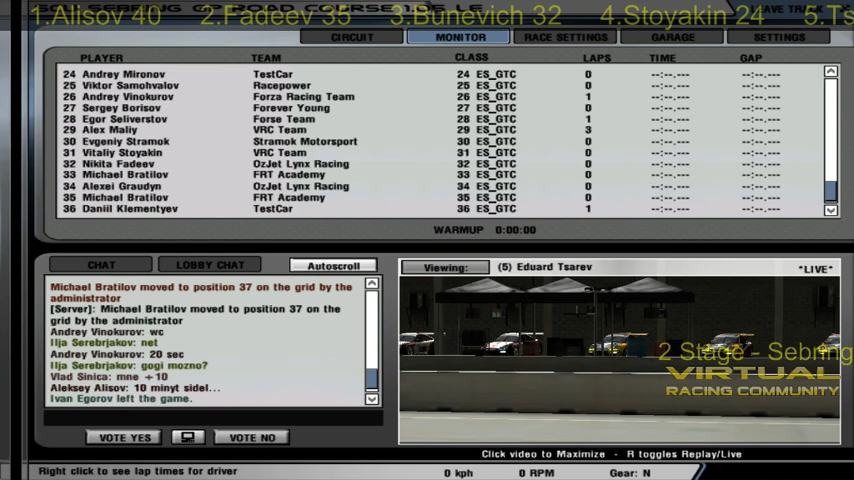 1.Alisov 40 2.Fadeev 35 3.Bunevich 32 4.Stoyakin 24 5.Ts
SEBRING OFFROAD COURSE LE LEAVE TRACK
CIRCUIT MONITOR RACE SETTINGS GARAGE SETTINGS
PLAYER TEAM CLASS LAPS TIME GAP
24 Andrey Mironov TestCar 24 ES_GTC 0 --:--.--- --:--.---
25 Viktor Samohvalov Racepower 25 ES_GTC 0 --:--.--- --:--.---
26 Andrey Vinokurov Forza Racing Team 26 ES_GTC 1 --:--.--- --:--.---
27 Sergey Borisov Forever Young 27 ES_GTC 0 --:--.--- --:--.---
28 Egor Seliverstov Forse Team 28 ES_GTC 1 --:--.--- --:--.---
29 Alex Maliy VRC Team 29 ES_GTC 3 --:--.--- --:--.---
30 Evgeniy Stramok Stramok Motorsport 30 ES_GTC 0 --:--.--- --:--.---
31 Vitaliy Stoyakin VRC Team 31 ES_GTC 0 --:--.--- --:--.---
32 Nikita Fadeev OzJet Lynx Racing 32 ES_GTC 0 --:--.--- --:--.---
33 Michael Bratilov FRT Academy 33 ES_GTC 0 --:--.--- --:--.---
34 Alexei Graudyn OzJet Lynx Racing 34 ES_GTC 0 --:--.--- --:--.---
35 Michael Bratilov FRT Academy 35 ES_GTC 0 --:--.--- --:--.---
36 Daniil Klementyev TestCar 36 ES_GTC 1 --:--.--- --:--.---
WARMUP 0:00:00
CHAT LOBBY CHAT Autoscroll
Michael Bratilov moved to position 37 on the grid by the
administrator
[Server]: Michael Bratilov moved to position 37 on the
grid by the administrator
Andrey Vinokurov: wc
Ilja Serebrjakov: net
Andrey Vinokurov: 20 sec
Ilja Serebrjakov: gogi mozno?
Vlad Sinica: mne +10
Aleksey Alisov: 10 minyt sidel...
Ivan Egorov left the game.
VOTE YES VOTE NO
Viewing: (5) Eduard Tsarev *LIVE*
2 Stage - Sebring
VIRTUAL
RACING COMMUNITY
Click video to Maximize - R toggles Replay/Live
Right click to see lap times for driver 0 kph 0 RPM Gear: N